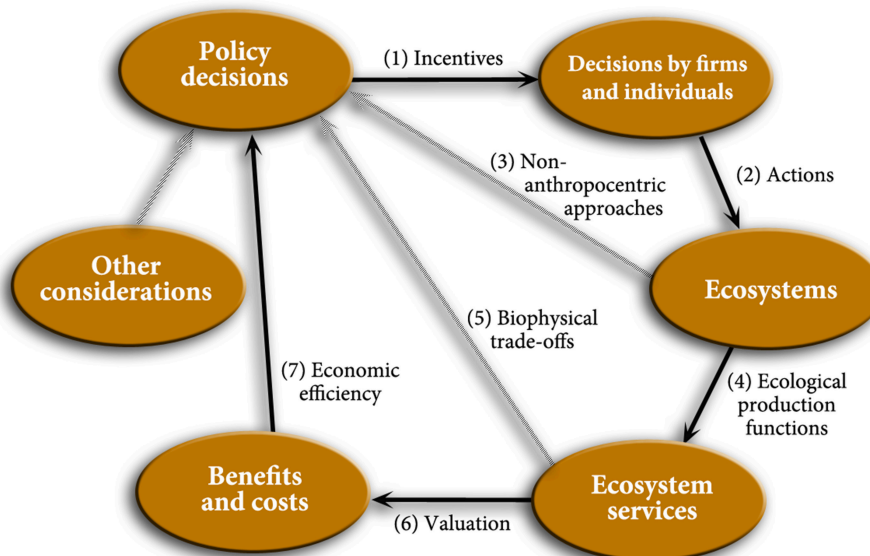 Policy
decisions
(1) Incentives
Decisions by firms
and individuals
(2) Actions
(3) Non-
anthropocentric
approaches
Other
considerations
Ecosystems
(5) Biophysical
trade-offs
(4) Ecological
production
functions
(7) Economic
efficiency
Benefits
and costs
(6) Valuation
Ecosystem
services